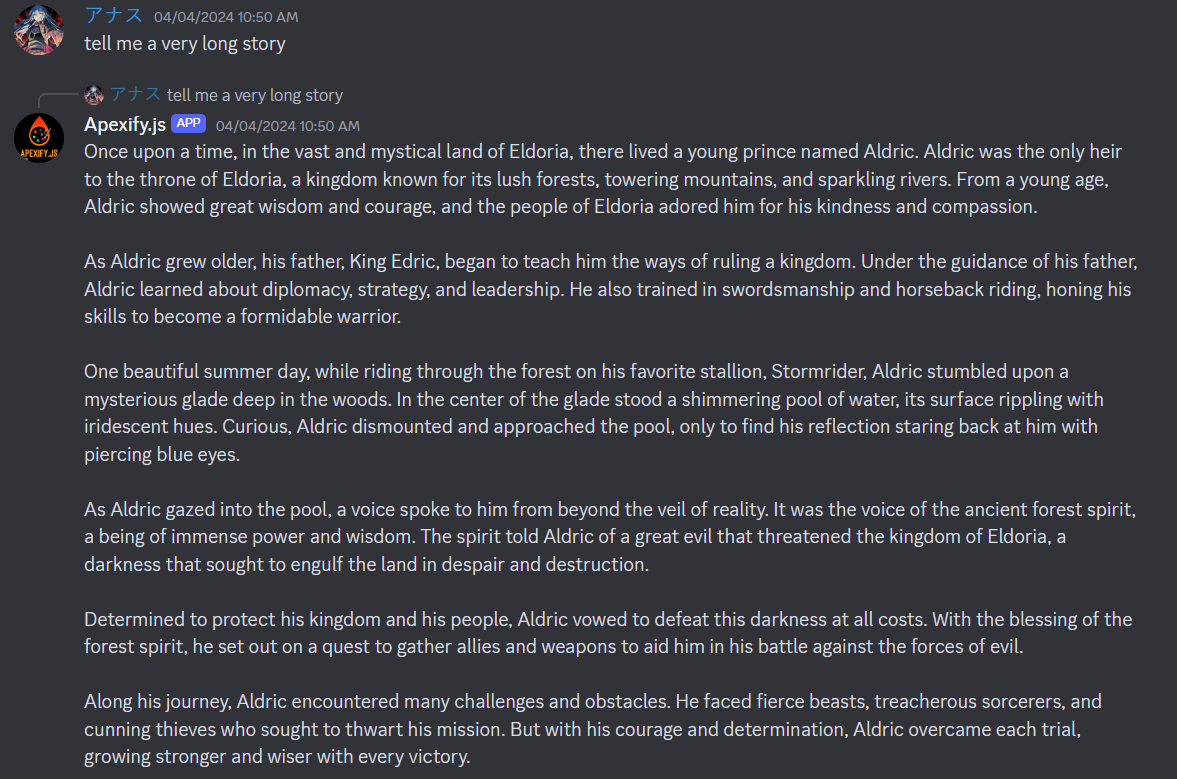 アナス 04/04/2024 10:50 AM
tell me a very long story
アナス tell me a very long story
Apexify.js APP 04/04/2024 10:50 AM
APEXIFY.JS
Once upon a time, in the vast and mystical land of Eldoria, there lived a young prince named Aldric. Aldric was the only heir
to the throne of Eldoria, a kingdom known for its lush forests, towering mountains, and sparkling rivers. From a young age,
Aldric showed great wisdom and courage, and the people of Eldoria adored him for his kindness and compassion.
As Aldric grew older, his father, King Edric, began to teach him the ways of ruling a kingdom. Under the guidance of his father,
Aldric learned about diplomacy, strategy, and leadership. He also trained in swordsmanship and horseback riding, honing his
skills to become a formidable warrior.
One beautiful summer day, while riding through the forest on his favorite stallion, Stormrider, Aldric stumbled upon a
mysterious glade deep in the woods. In the center of the glade stood a shimmering pool of water, its surface rippling with
iridescent hues. Curious, Aldric dismounted and approached the pool, only to find his reflection staring back at him with
piercing blue eyes.
As Aldric gazed into the pool, a voice spoke to him from beyond the veil of reality. It was the voice of the ancient forest spirit,
a being of immense power and wisdom. The spirit told Aldric of a great evil that threatened the kingdom of Eldoria, a
darkness that sought to engulf the land in despair and destruction.
Determined to protect his kingdom and his people, Aldric vowed to defeat this darkness at all costs. With the blessing of the
forest spirit, he set out on a quest to gather allies and weapons to aid him in his battle against the forces of evil.
Along his journey, Aldric encountered many challenges and obstacles. He faced fierce beasts, treacherous sorcerers, and
cunning thieves who sought to thwart his mission. But with his courage and determination, Aldric overcame each trial,
growing stronger and wiser with every victory.